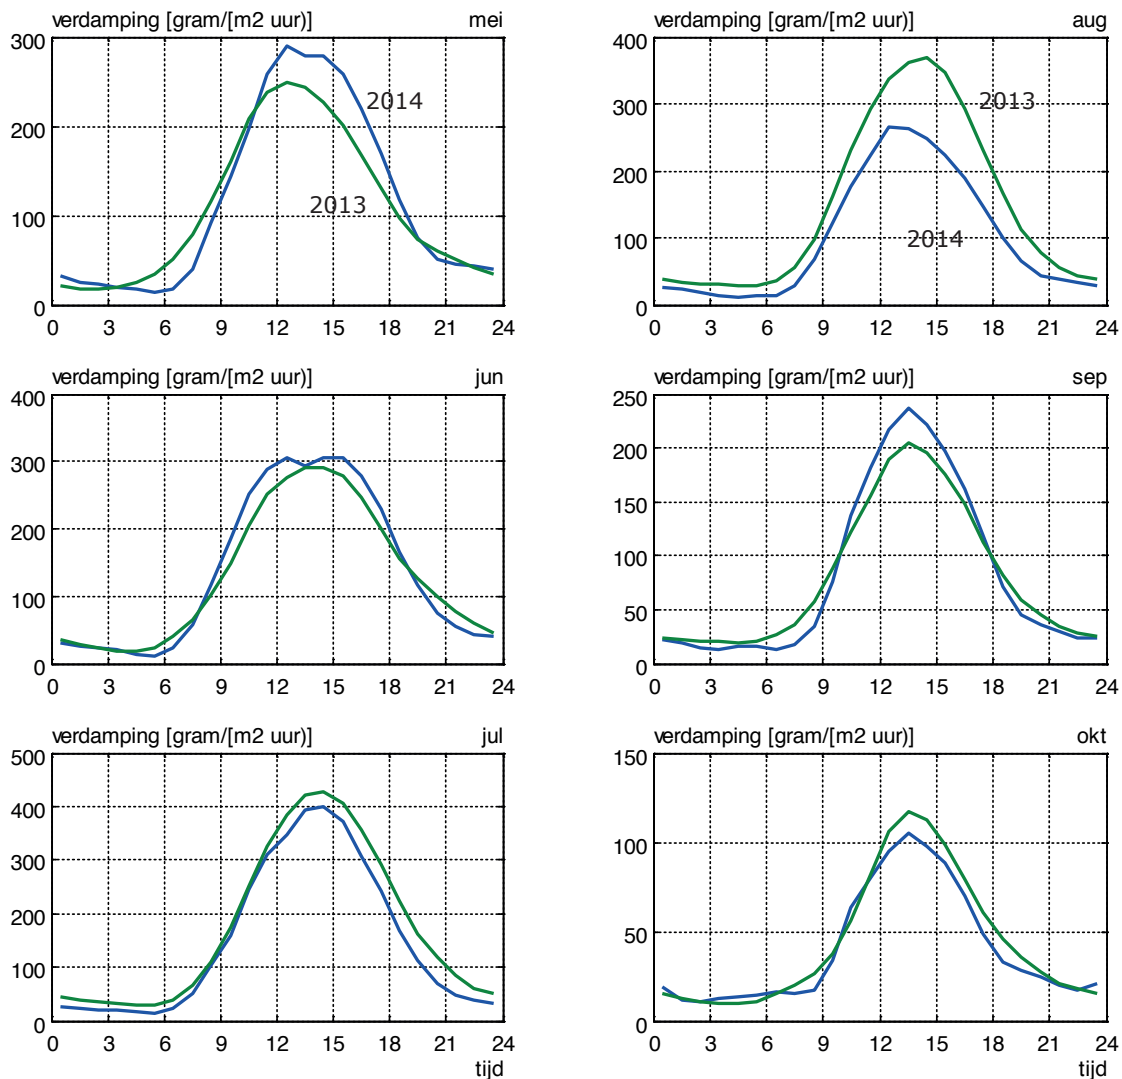 verdamping [gram/[m2 uur)] mei
300
200
100
0
2014
2013
0 3 6 9 12 15 18 21 24
verdamping [gram/[m2 uur)] aug
400
300
200
100
0
2013
2014
0 3 6 9 12 15 18 21 24
verdamping [gram/[m2 uur)] jun
400
300
200
100
0
0 3 6 9 12 15 18 21 24
verdamping [gram/[m2 uur)] sep
250
200
150
100
50
0
0 3 6 9 12 15 18 21 24
verdamping [gram/[m2 uur)] jul
500
400
300
200
100
0
0 3 6 9 12 15 18 21 24
tijd
verdamping [gram/[m2 uur)] okt
150
100
50
0
0 3 6 9 12 15 18 21 24
tijd